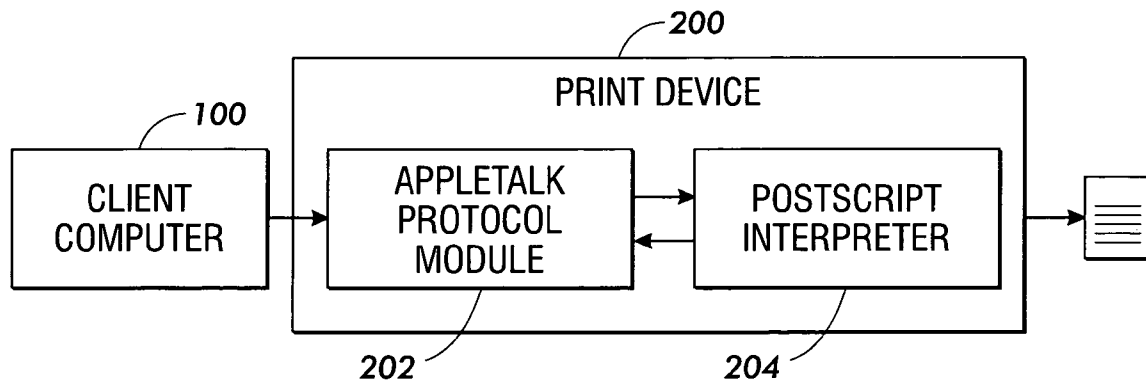 200
PRINT DEVICE
100
CLIENT
COMPUTER
APPLETALK
PROTOCOL
MODULE
POSTSCRIPT
INTERPRETER
202
204